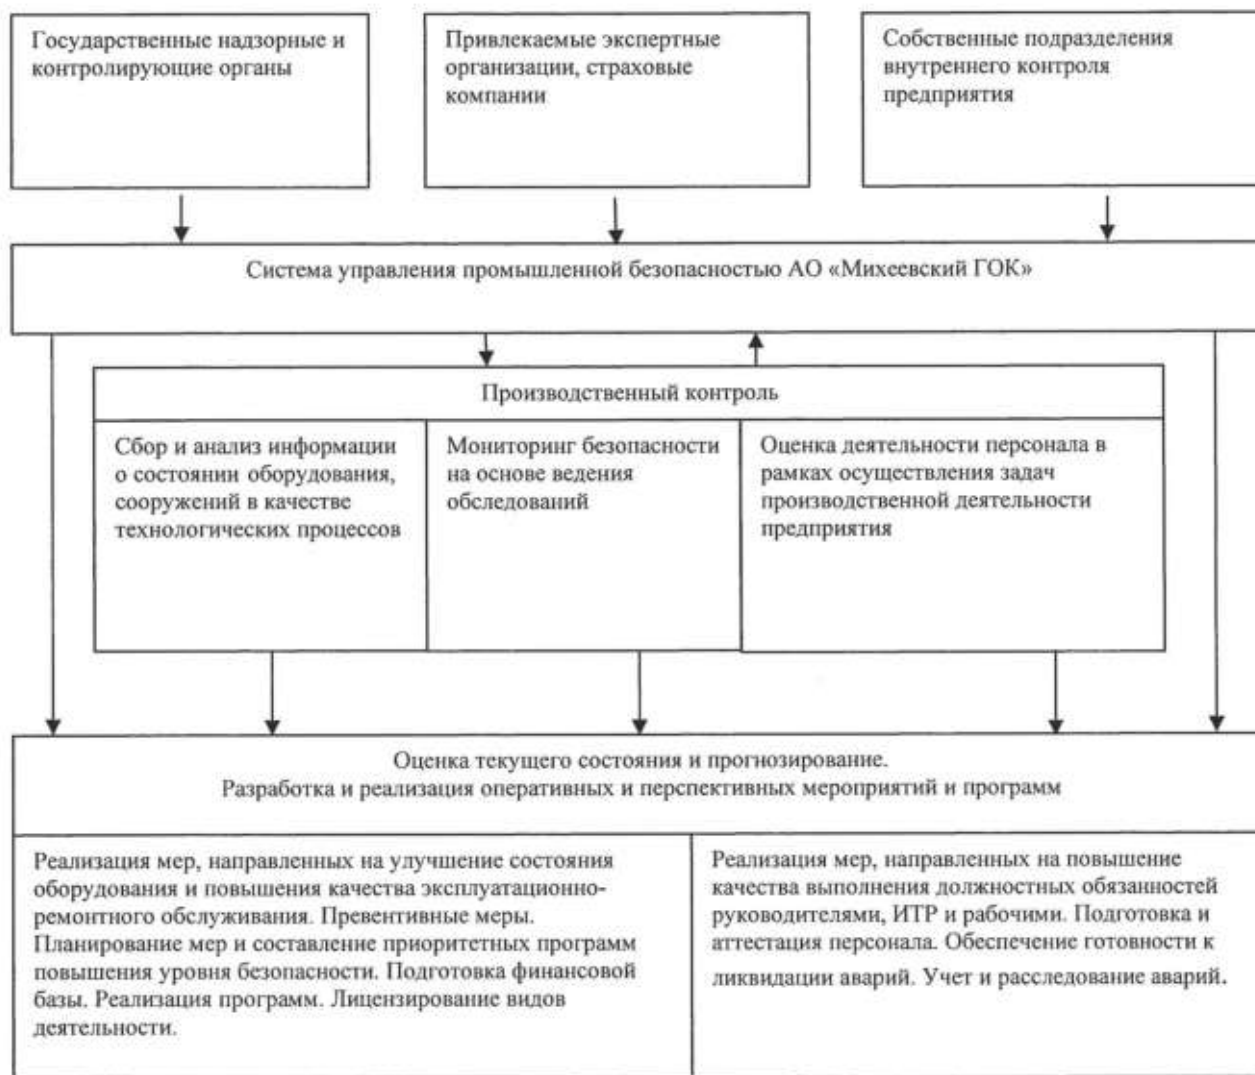 Государственные надзорные и
контролирующие органы
Привлекаемые экспертные
организации, страховые
компании
Собственные подразделения
внутреннего контроля
предприятия
Система управления промышленной безопасностью АО «Михеевский ГОК»
Производственный контроль
Сбор и анализ информации
о состоянии оборудования,
сооружений в качестве
технологических процессов
Мониторинг безопасности
на основе ведения
обследований
Оценка деятельности персонала в
рамках осуществления задач
производственной деятельности
предприятия
Оценка текущего состояния и прогнозирование.
Разработка и реализация оперативных и перспективных мероприятий и программ
Реализация мер, направленных на улучшение состояния
оборудования и повышения качества эксплуатационно-
ремонтного обслуживания. Превентивные меры.
Планирование мер и составление приоритетных программ
повышения уровня безопасности. Подготовка финансовой
базы. Реализация программ. Лицензирование видов
деятельности.
Реализация мер, направленных на повышение
качества выполнения должностных обязанностей
руководителями, ИТР и рабочими. Подготовка и
аттестация персонала. Обеспечение готовности к
ликвидации аварий. Учет и расследование аварий.